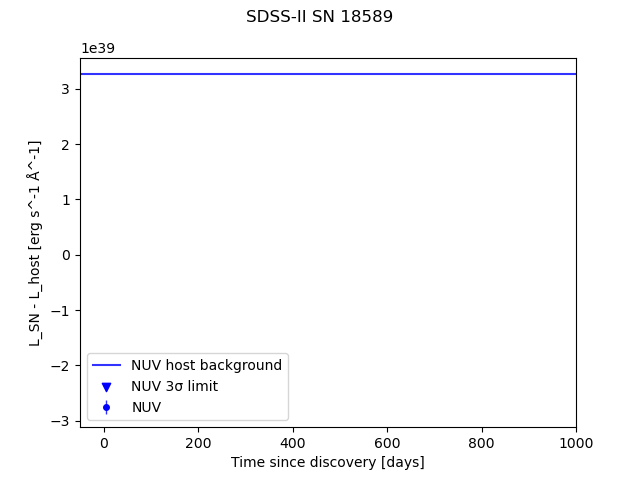 SDSS-II SN 18589
1e39
3
2
1
0
−1
−2
−3
L_SN - L_host [erg s^-1 Å^-1]
NUV host background
NUV 3σ limit
NUV
0 200 400 600 800 1000
Time since discovery [days]